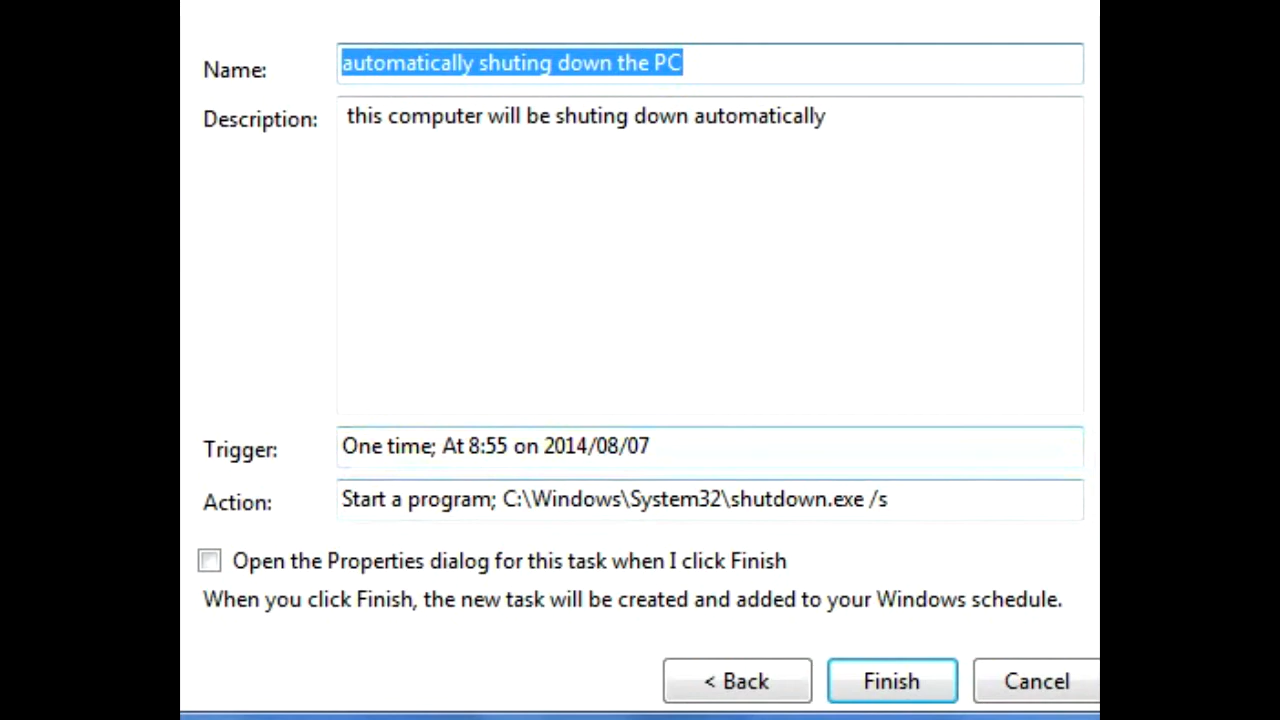 Name: automatically shuting down the PC
Description: this computer will be shuting down automatically
Trigger: One time; At 8:55 on 2014/08/07
Action: Start a program; C:\Windows\System32\shutdown.exe /s
Open the Properties dialog for this task when I click Finish
When you click Finish, the new task will be created and added to your Windows schedule.
< Back Finish Cancel